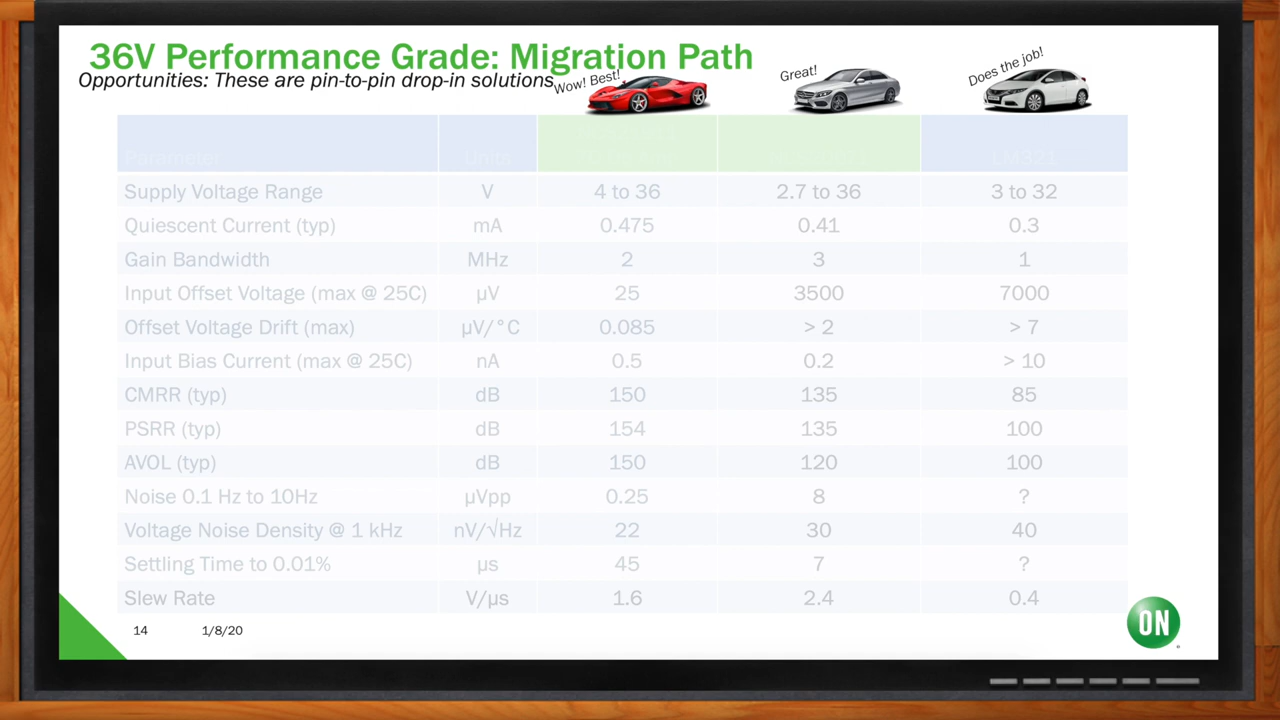 36V Performance Grade: Migration Path
Opportunities: These are pin-to-pin drop-in solutions
Wow! Best!
Great!
Does the job!
Parameter Units
Supply Voltage Range V 4 to 36 2.7 to 36 3 to 32
Quiescent Current (typ) mA 0.475 0.41 0.3
Gain Bandwidth MHz 2 3 1
Input Offset Voltage (max @ 25C) µV 25 3500 7000
Offset Voltage Drift (max) µV/°C 0.085 > 2 > 7
Input Bias Current (max @ 25C) nA 0.5 0.2 > 10
CMRR (typ) dB 150 135 85
PSRR (typ) dB 154 135 100
AVOL (typ) dB 150 120 100
Noise 0.1 Hz to 10Hz µVpp 0.25 8 ?
Voltage Noise Density @ 1 kHz nV/√Hz 22 30 40
Settling Time to 0.01% µs 45 7 ?
Slew Rate V/µs 1.6 2.4 0.4
14 1/8/20
ON